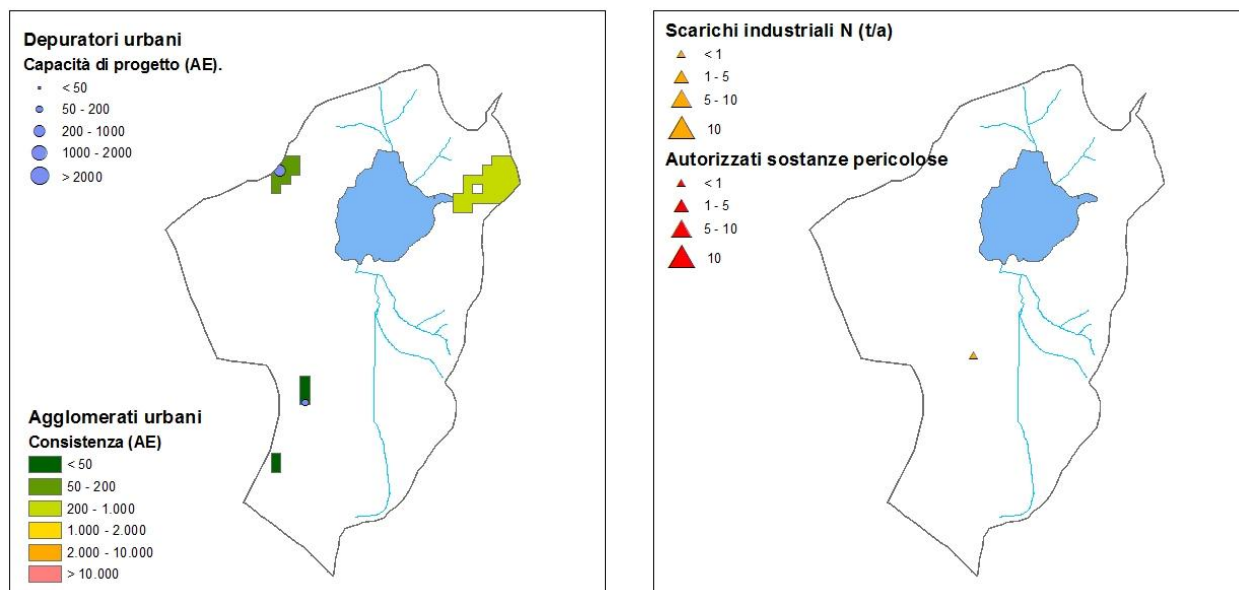 Depuratori urbani
Capacità di progetto (AE).
< 50
50 - 200
200 - 1000
1000 - 2000
> 2000
Agglomerati urbani
Consistenza (AE)
< 50
50 - 200
200 - 1.000
1.000 - 2.000
2.000 - 10.000
> 10.000
Scarichi industriali N (t/a)
< 1
1 - 5
5 - 10
10
Autorizzati sostanze pericolose
< 1
1 - 5
5 - 10
10